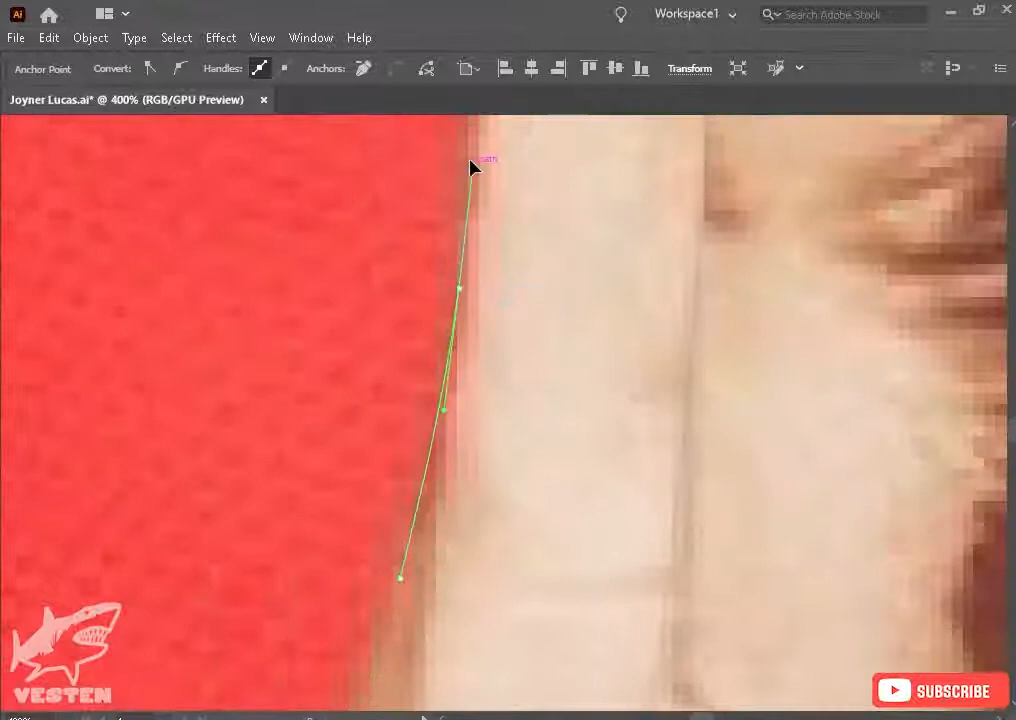 Ai
Workspace1
Search Adobe Stock
File Edit Object Type Select Effect View Window Help
Anchor Point Convert: Handles: Anchors: Transform
Joyner Lucas.ai* @ 400% (RGB/GPU Preview) ×
path
VESTEN
SUBSCRIBE